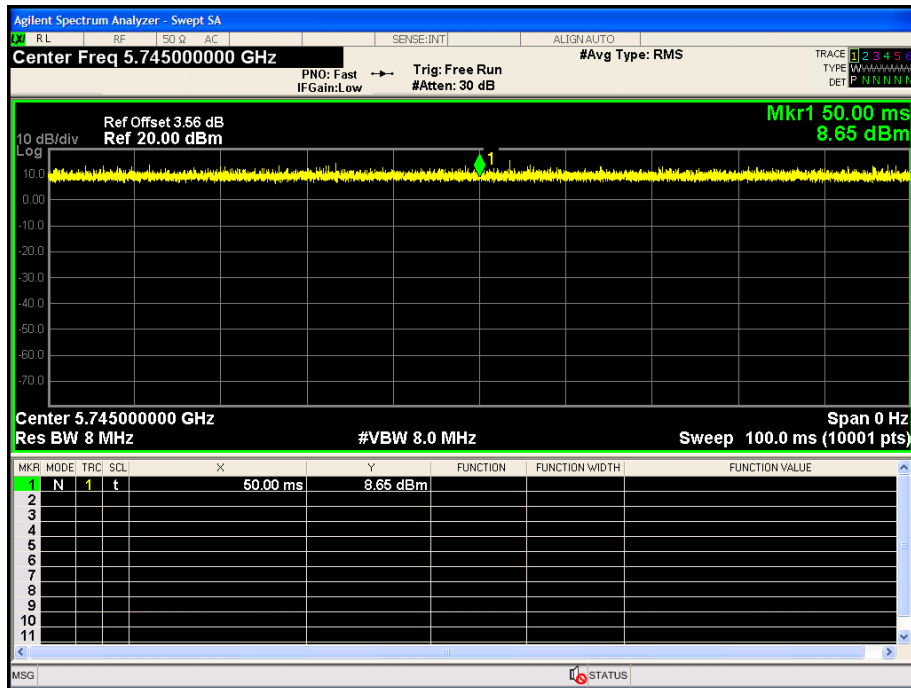 Agilent Spectrum Analyzer - Swept SA
LXI RL RF 50 Ω AC SENSE:INT ALIGN AUTO
Center Freq 5.745000000 GHz
#Avg Type: RMS
TRACE 1 2 3 4 5 6
PNO: Fast Trig: Free Run
TYPE
IFGain:Low #Atten: 30 dB
DET P N N N N
Mkr1 50.00 ms
8.65 dBm
Ref Offset 3.56 dB
10 dB/div Ref 20.00 dBm
Log
1
10.0
0.00
-10.0
-20.0
-30.0
-40.0
-50.0
-60.0
-70.0
Center 5.745000000 GHz Span 0 Hz
Res BW 8 MHz #VBW 8.0 MHz Sweep 100.0 ms (10001 pts)
MKR MODE TRC SCL X Y FUNCTION FUNCTION WIDTH FUNCTION VALUE
1 N 1 t 50.00 ms 8.65 dBm
2
3
4
5
6
7
8
9
10
11
MSG STATUS